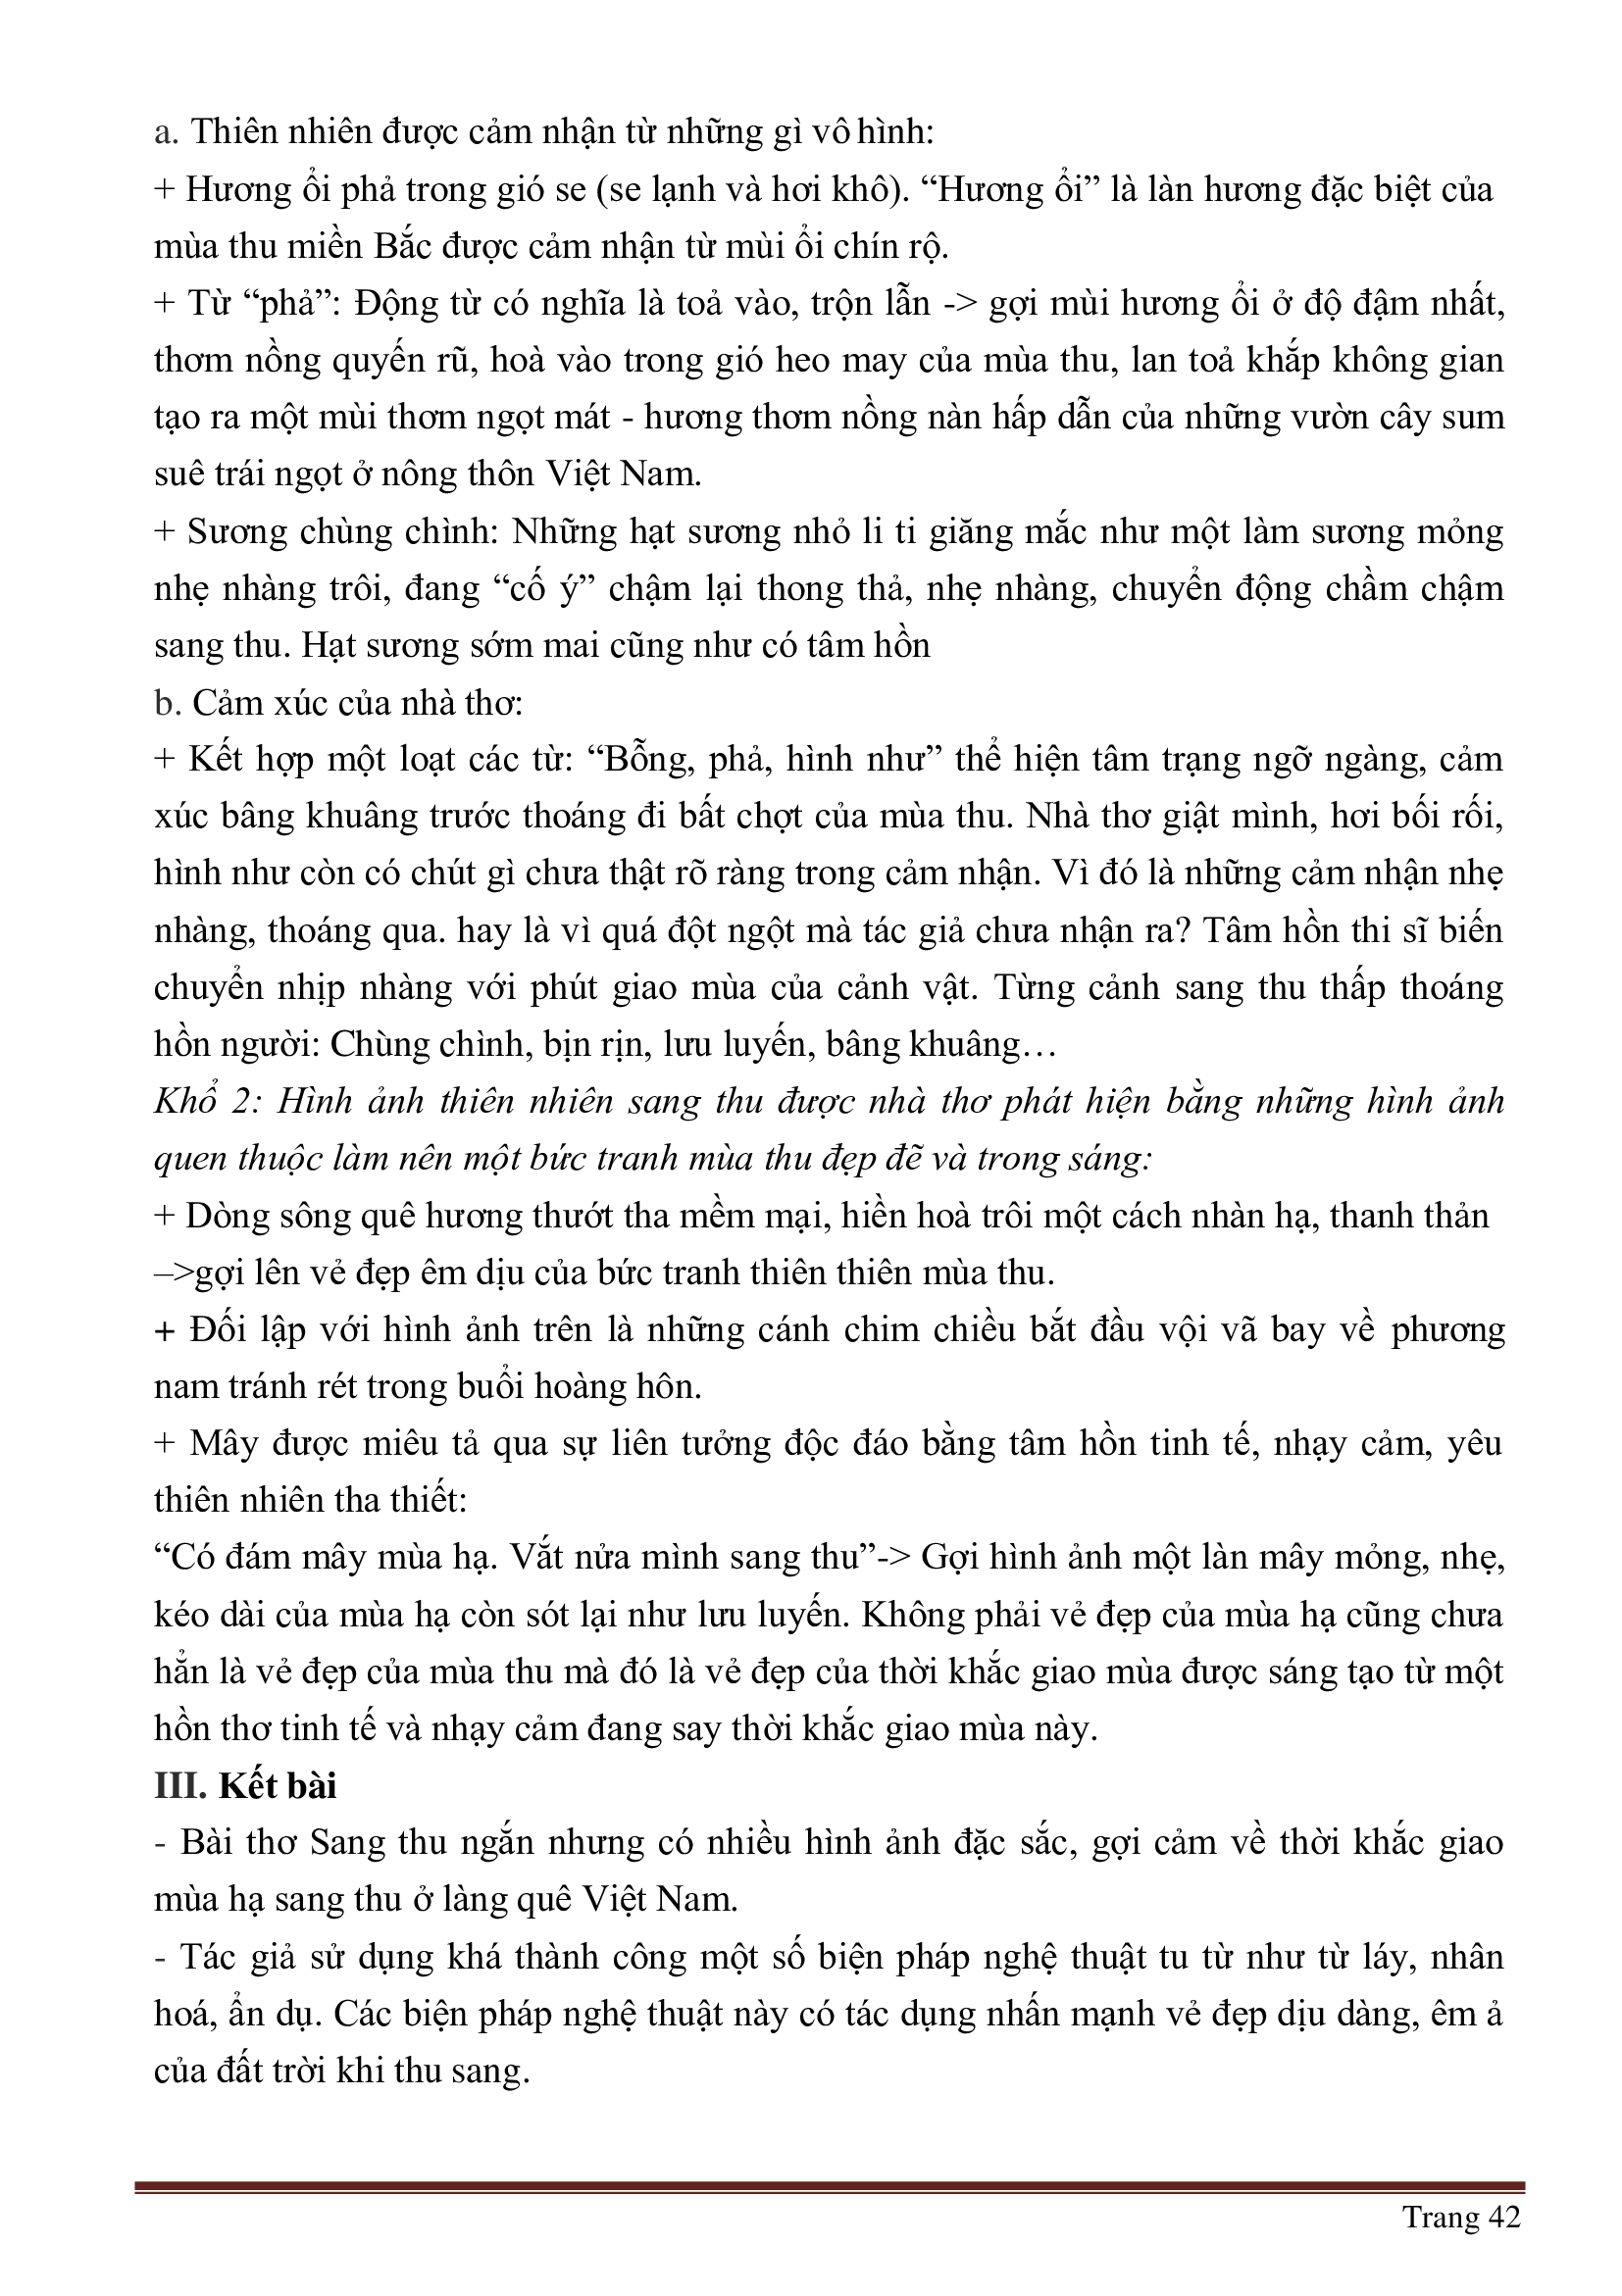 a. Thiên nhiên được cảm nhận từ những gì vô hình:
+ Hương ổi phả trong gió se (se lạnh và hơi khô). “Hương ổi” là làn hương đặc biệt của
mùa thu miền Bắc được cảm nhận từ mùi ổi chín rộ.
+ Từ “phả”: Động từ có nghĩa là toả vào, trộn lẫn -> gợi mùi hương ổi ở độ đậm nhất,
thơm nồng quyến rũ, hoà vào trong gió heo may của mùa thu, lan toả khắp không gian
tạo ra một mùi thơm ngọt mát - hương thơm nồng nàn hấp dẫn của những vườn cây sum
suê trái ngọt ở nông thôn Việt Nam.
+ Sương chùng chình: Những hạt sương nhỏ li ti giăng mắc như một làm sương mỏng
nhẹ nhàng trôi, đang “cố ý” chậm lại thong thả, nhẹ nhàng, chuyển động chầm chậm
sang thu. Hạt sương sớm mai cũng như có tâm hồn
b. Cảm xúc của nhà thơ:
+ Kết hợp một loạt các từ: “Bỗng, phả, hình như” thể hiện tâm trạng ngỡ ngàng, cảm
xúc bâng khuâng trước thoáng đi bất chợt của mùa thu. Nhà thơ giật mình, hơi bối rối,
hình như còn có chút gì chưa thật rõ ràng trong cảm nhận. Vì đó là những cảm nhận nhẹ
nhàng, thoáng qua. hay là vì quá đột ngột mà tác giả chưa nhận ra? Tâm hồn thi sĩ biến
chuyển nhịp nhàng với phút giao mùa của cảnh vật. Từng cảnh sang thu thấp thoáng
hồn người: Chùng chình, bịn rịn, lưu luyến, bâng khuâng…
Khổ 2: Hình ảnh thiên nhiên sang thu được nhà thơ phát hiện bằng những hình ảnh
quen thuộc làm nên một bức tranh mùa thu đẹp đẽ và trong sáng:
+ Dòng sông quê hương thướt tha mềm mại, hiền hoà trôi một cách nhàn hạ, thanh thản
–>gợi lên vẻ đẹp êm dịu của bức tranh thiên thiên mùa thu.
+ Đối lập với hình ảnh trên là những cánh chim chiều bắt đầu vội vã bay về phương
nam tránh rét trong buổi hoàng hôn.
+ Mây được miêu tả qua sự liên tưởng độc đáo bằng tâm hồn tinh tế, nhạy cảm, yêu
thiên nhiên tha thiết:
“Có đám mây mùa hạ. Vắt nửa mình sang thu”-> Gợi hình ảnh một làn mây mỏng, nhẹ,
kéo dài của mùa hạ còn sót lại như lưu luyến. Không phải vẻ đẹp của mùa hạ cũng chưa
hẳn là vẻ đẹp của mùa thu mà đó là vẻ đẹp của thời khắc giao mùa được sáng tạo từ một
hồn thơ tinh tế và nhạy cảm đang say thời khắc giao mùa này.
III. Kết bài
- Bài thơ Sang thu ngắn nhưng có nhiều hình ảnh đặc sắc, gợi cảm về thời khắc giao
mùa hạ sang thu ở làng quê Việt Nam.
- Tác giả sử dụng khá thành công một số biện pháp nghệ thuật tu từ như từ láy, nhân
hoá, ẩn dụ. Các biện pháp nghệ thuật này có tác dụng nhấn mạnh vẻ đẹp dịu dàng, êm ả
của đất trời khi thu sang.
Trang 42